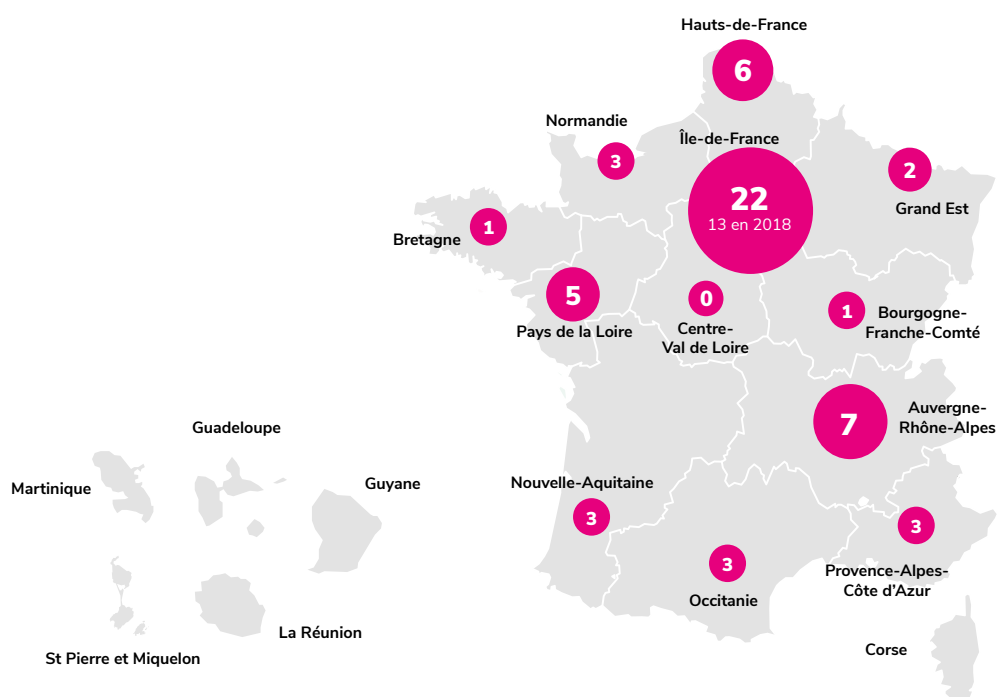 Hauts-de-France
6
Normandie
3
Île-de-France
22
13 en 2018
2
Grand Est
Bretagne
1
5
Pays de la Loire
0
Centre-
Val de Loire
1
Bourgogne-
Franche-Comté
7
Auvergne-
Rhône-Alpes
Guadeloupe
Martinique
Guyane
Nouvelle-Aquitaine
3
3
Occitanie
3
Provence-Alpes-
Côte d'Azur
La Réunion
St Pierre et Miquelon
Corse